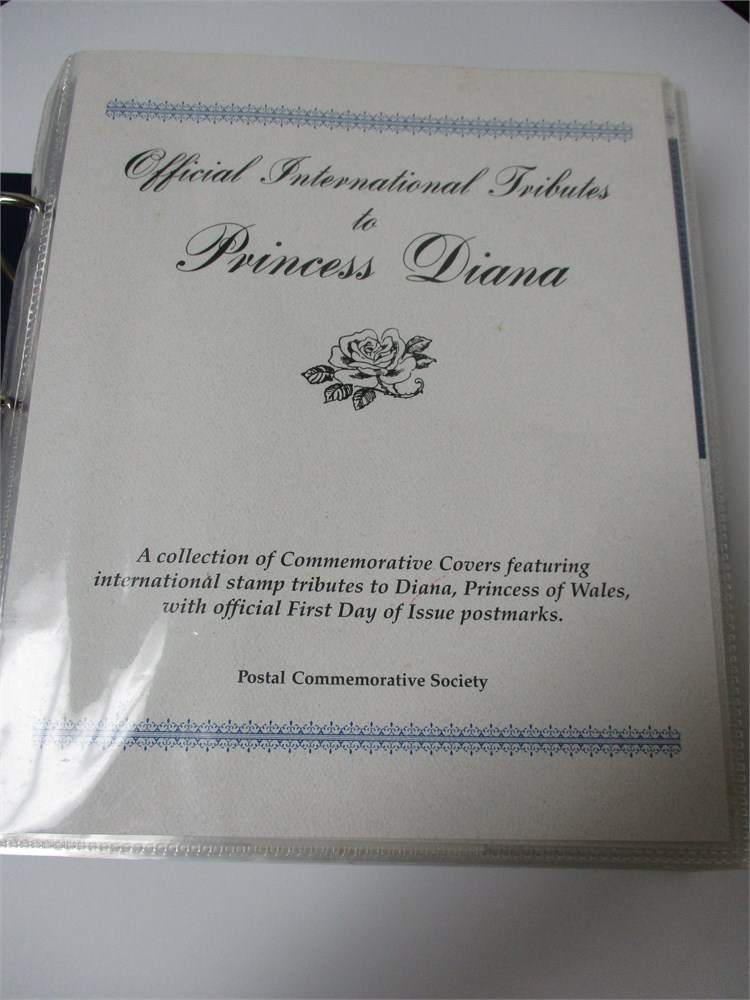 Official International Tributes
to
Princess Diana
A collection of Commemorative Covers featuring
international stamp tributes to Diana, Princess of Wales,
with official First Day of Issue postmarks.
Postal Commemorative Society